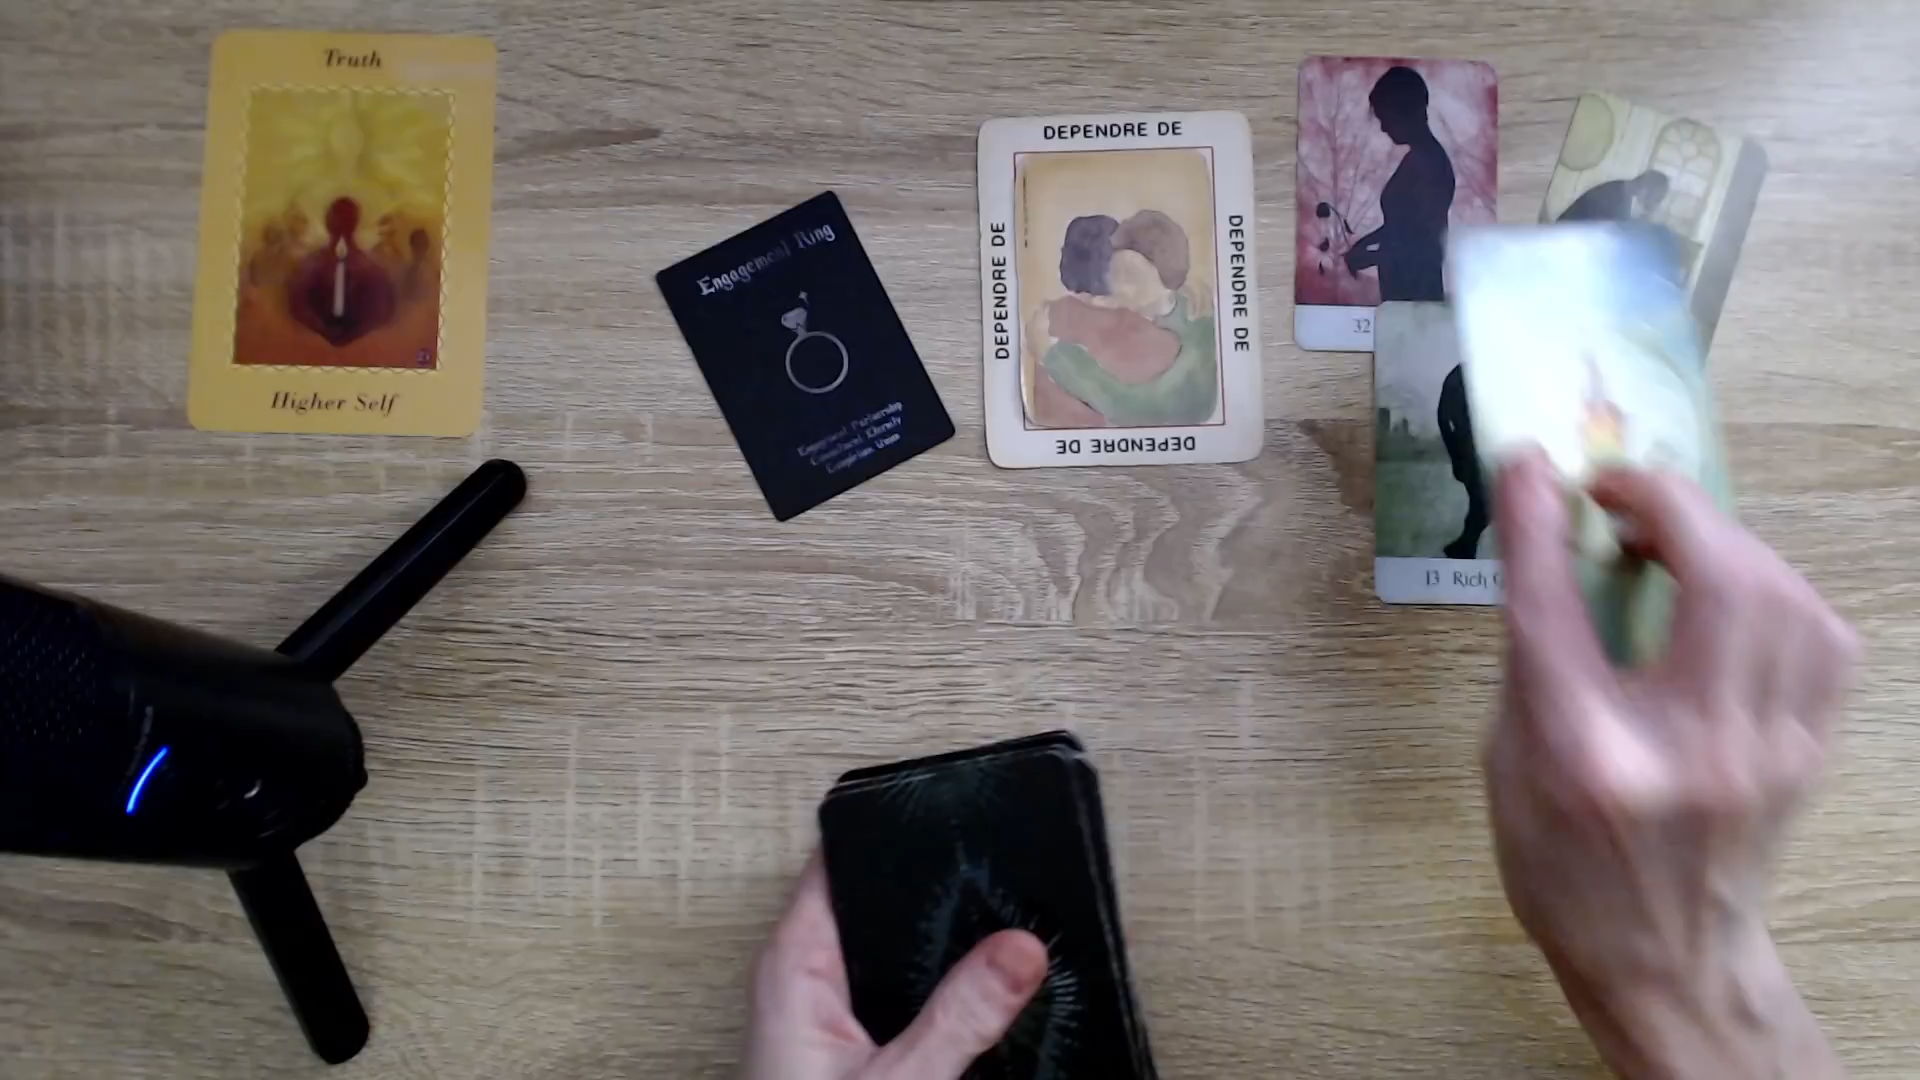 Truth
Higher Self
Engagement Ring
DEPENDRE DE
DEPENDRE DE
DEPENDRE DE
DEPENDRE DE
32
13 Rich